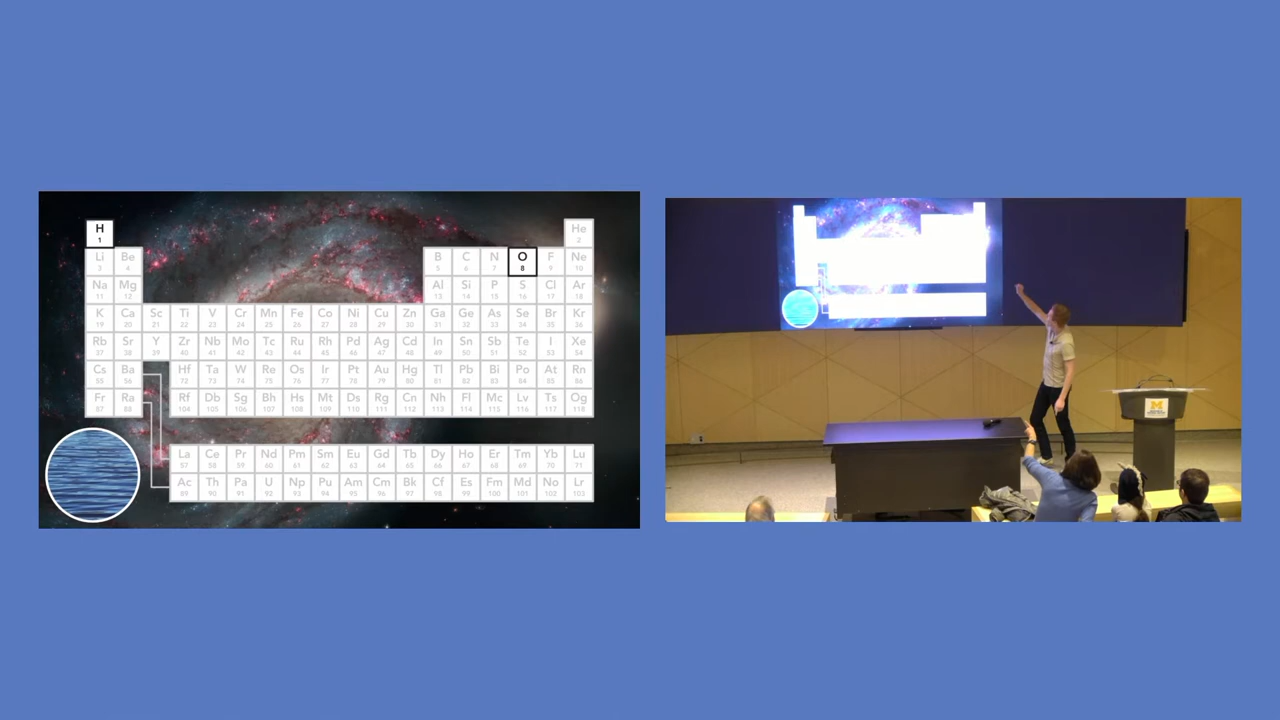 H He
1 2
Li Be B C N O F Ne
3 4 5 6 7 8 9 10
Na Mg Al Si P S Cl Ar
11 12 13 14 15 16 17 18
K Ca Sc Ti V Cr Mn Fe Co Ni Cu Zn Ga Ge As Se Br Kr
19 20 21 22 23 24 25 26 27 28 29 30 31 32 33 34 35 36
Rb Sr Y Zr Nb Mo Tc Ru Rh Pd Ag Cd In Sn Sb Te I Xe
37 38 39 40 41 42 43 44 45 46 47 48 49 50 51 52 53 54
Cs Ba Hf Ta W Re Os Ir Pt Au Hg Tl Pb Bi Po At Rn
55 56 72 73 74 75 76 77 78 79 80 81 82 83 84 85 86
Fr Ra Rf Db Sg Bh Hs Mt Ds Rg Cn Nh Fl Mc Lv Ts Og
87 88 104 105 106 107 108 109 110 111 112 113 114 115 116 117 118
La Ce Pr Nd Pm Sm Eu Gd Tb Dy Ho Er Tm Yb Lu
57 58 59 60 61 62 63 64 65 66 67 68 69 70 71
Ac Th Pa U Np Pu Am Cm Bk Cf Es Fm Md No Lr
89 90 91 92 93 94 95 96 97 98 99 100 101 102 103
M